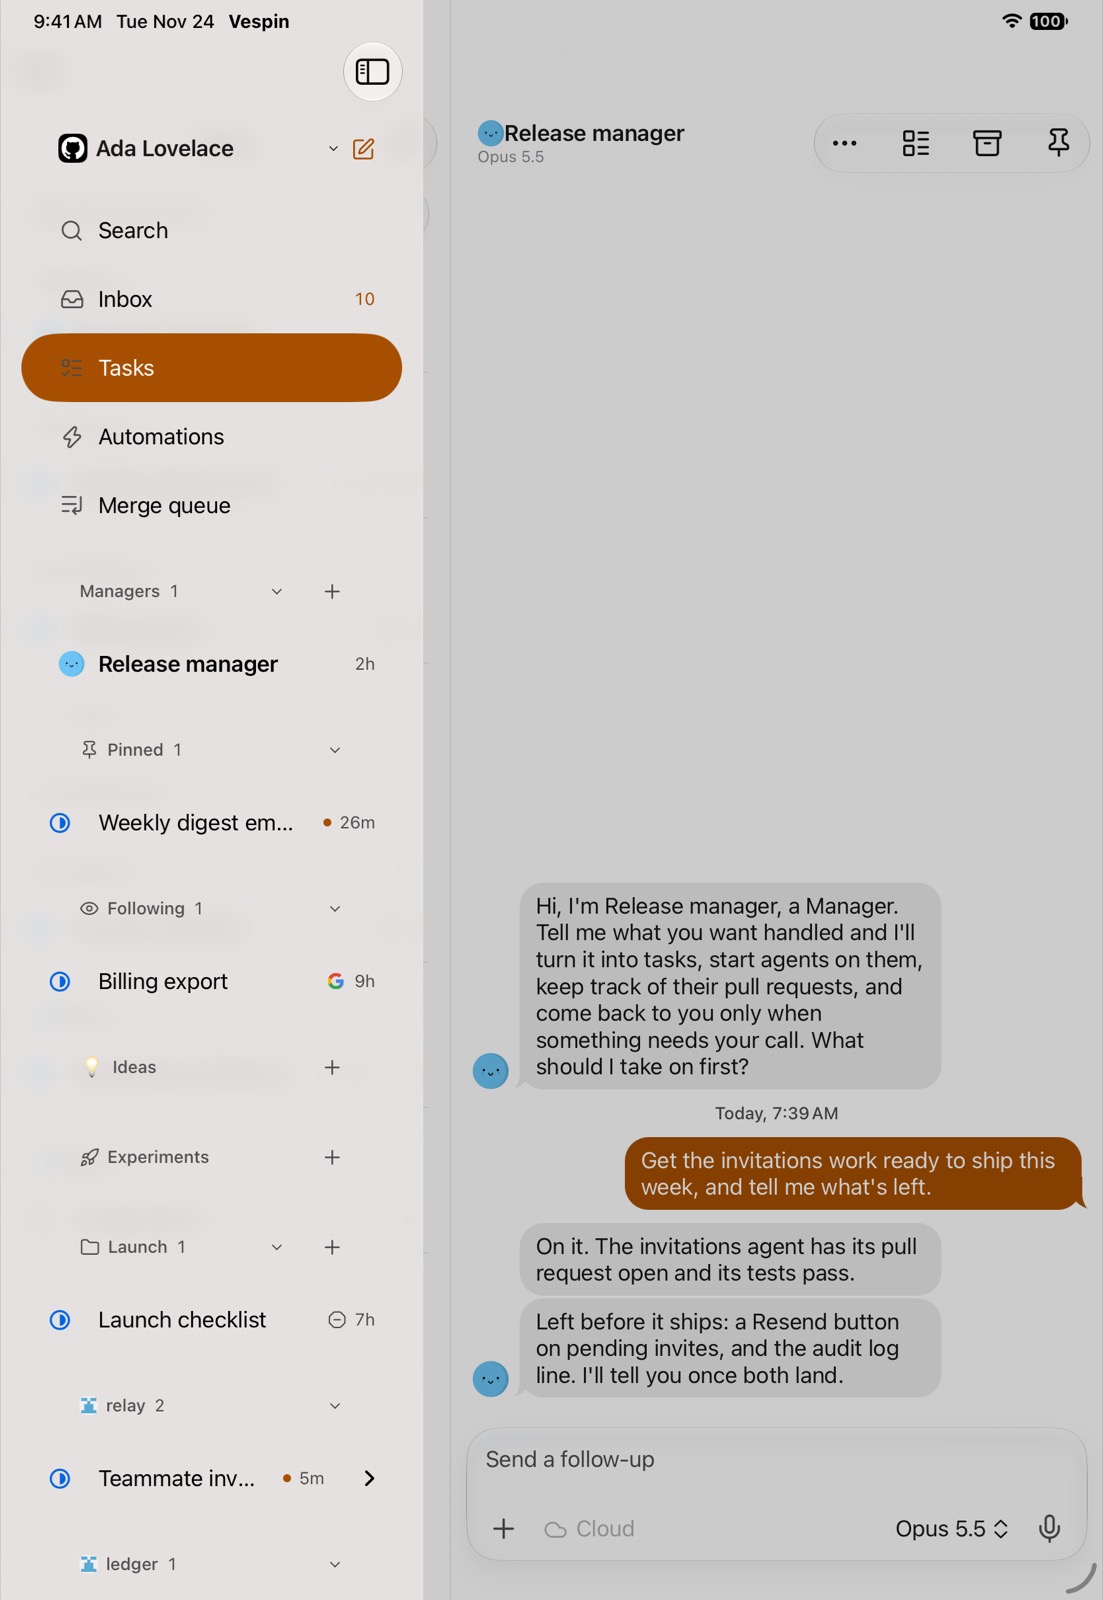 9:41 AM Tue Nov 24 Vespin
100
Ada Lovelace
Search
Inbox 10
Tasks
Automations
Merge queue
Managers 1
Release manager 2h
Pinned 1
Weekly digest em... 26m
Following 1
Billing export 9h
Ideas
Experiments
Launch 1
Launch checklist 7h
relay 2
Teammate inv... 5m
ledger 1
Release manager
Opus 5.5
Hi, I'm Release manager, a Manager.
Tell me what you want handled and I'll
turn it into tasks, start agents on them,
keep track of their pull requests, and
come back to you only when
something needs your call. What
should I take on first?
Today, 7:39 AM
Get the invitations work ready to ship this
week, and tell me what's left.
On it. The invitations agent has its pull
request open and its tests pass.
Left before it ships: a Resend button
on pending invites, and the audit log
line. I'll tell you once both land.
Send a follow-up
Cloud
Opus 5.5